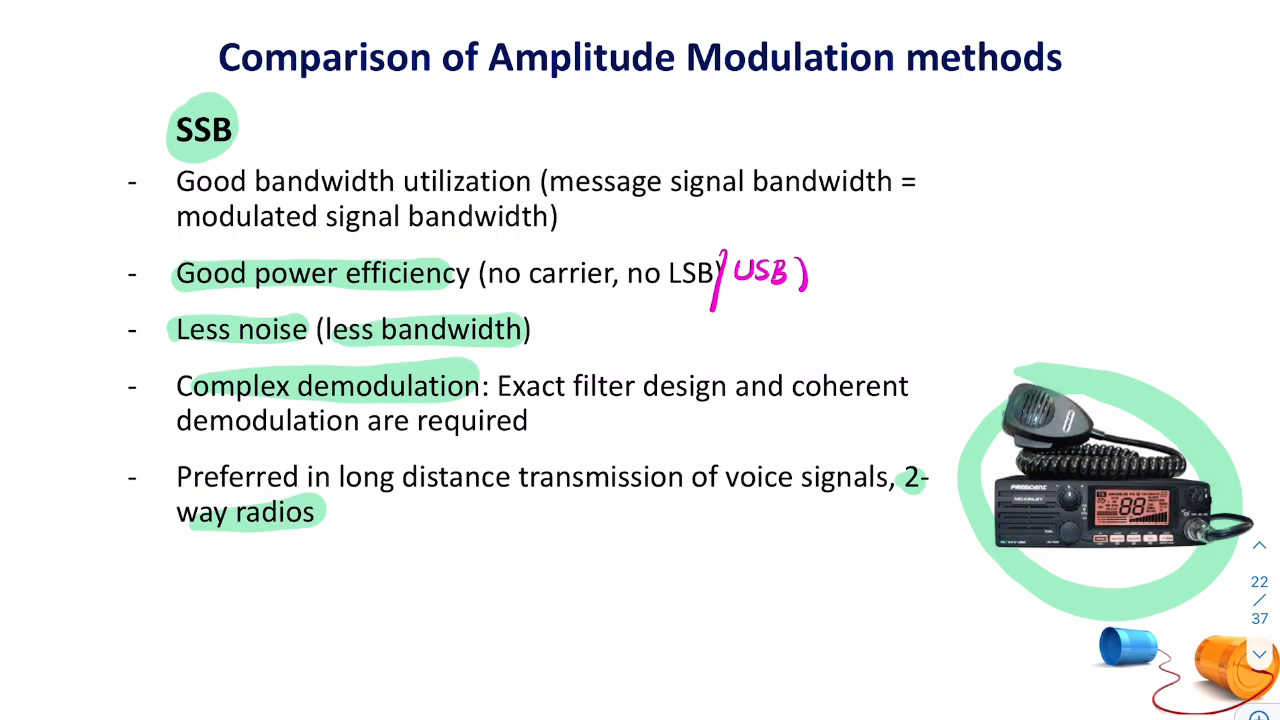 Comparison of Amplitude Modulation methods
SSB
- Good bandwidth utilization (message signal bandwidth =
modulated signal bandwidth)
- Good power efficiency (no carrier, no LSB) / USB )
- Less noise (less bandwidth)
- Complex demodulation: Exact filter design and coherent
demodulation are required
- Preferred in long distance transmission of voice signals, 2-
way radios
PRESIDENT
88
22
/
37